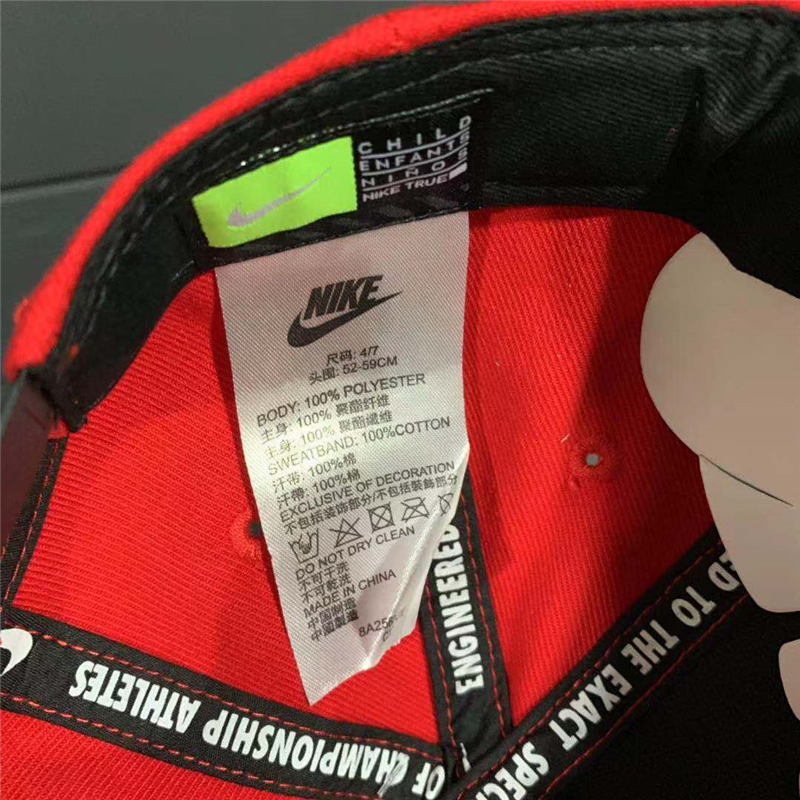 CHILD
ENFANTS
NIÑOS
NIKE TRUE
NIKE
尺码: 4/7
头围: 52-59CM
BODY: 100% POLYESTER
主身: 100% 聚酯纤维
主身: 100% 聚酯纖維
SWEATBAND: 100%COTTON
汗带: 100%棉
汗帶: 100%棉
EXCLUSIVE OF DECORATION
不包括装饰部分/不包括裝飾部分
DO NOT DRY CLEAN
不可干洗
不可乾洗
MADE IN CHINA
中国制造
中國製造
ENGINEERED
TO THE EXACT
OF CHAMPIONSHIP ATHLETES